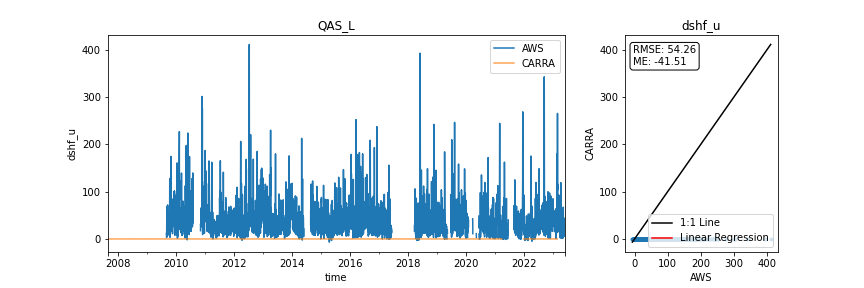 QAS_L
dshf_u
400
300
200
100
0
2008
2010
2012
2014
2016
2018
2020
2022
time
dshf_u
AWS
CARRA
RMSE: 54.26
ME: -41.51
400
300
200
100
0
CARRA
1:1 Line
Linear Regression
0
100
200
300
400
AWS